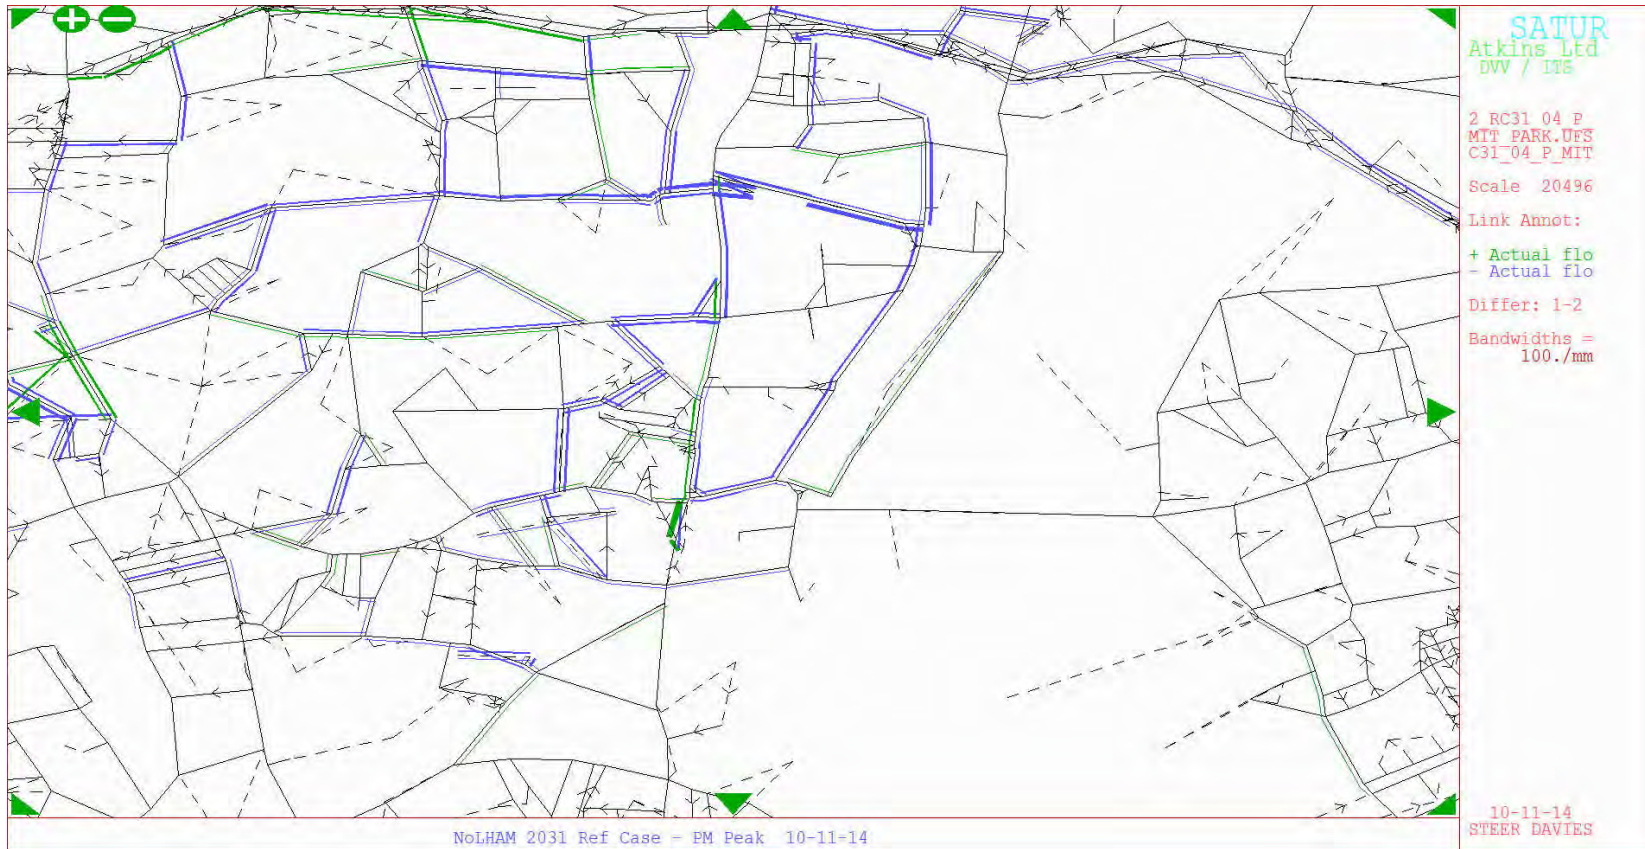 SATUR
Atkins Ltd
DVV / ITS
2 RC31 04 P
MIT PARK.UFS
C31_04_P_MIT
Scale 20496
Link Annot:
+ Actual flo
- Actual flo
Differ: 1-2
Bandwidths =
100./mm
10-11-14
STEER DAVIES
NoLHAM 2031 Ref Case - PM Peak 10-11-14